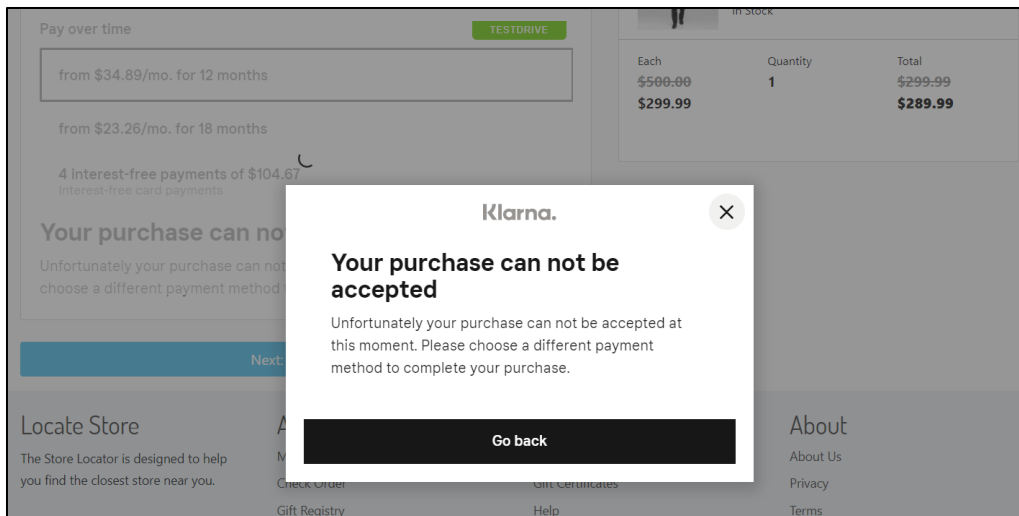 Pay over time
TESTDRIVE
from $34.89/mo. for 12 months
from $23.26/mo. for 18 months
4 interest-free payments of $104.67
Interest-free card payments
Your purchase can no
Unfortunately your purchase can not
choose a different payment method
Next:
In Stock
Each Quantity Total
$500.00 1 $299.99
$299.99 $289.99
Klarna.
Your purchase can not be
accepted
Unfortunately your purchase can not be accepted at
this moment. Please choose a different payment
method to complete your purchase.
Go back
Locate Store
The Store Locator is designed to help
you find the closest store near you.
Check Order
Gift Registry
Gift Certificates
Help
About
About Us
Privacy
Terms